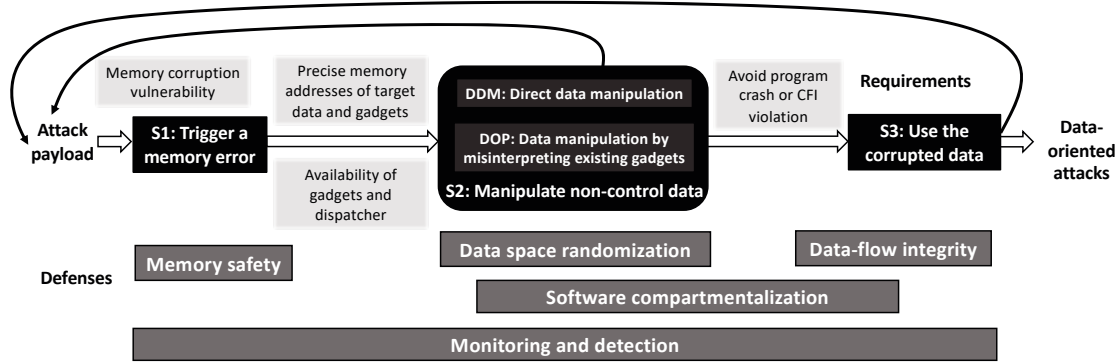 Memory corruption
vulnerability
Precise memory
addresses of target
data and gadgets
DDM: Direct data manipulation
Avoid program
crash or CFI
violation
Requirements
Attack
payload
S1: Trigger a
memory error
DOP: Data manipulation by
misinterpreting existing gadgets
S2: Manipulate non-control data
S3: Use the
corrupted data
Data-
oriented
attacks
Availability of
gadgets and
dispatcher
Defenses
Memory safety
Data space randomization
Data-flow integrity
Software compartmentalization
Monitoring and detection